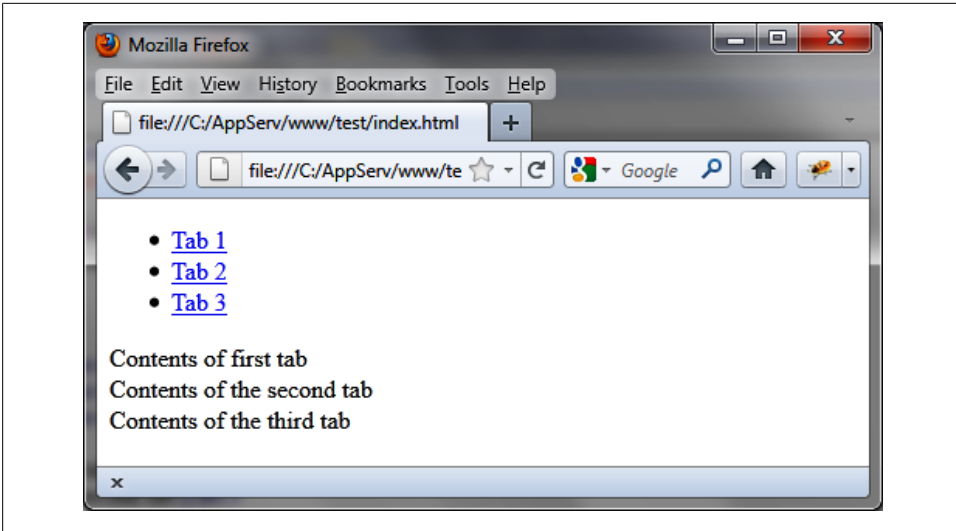 Mozilla Firefox
File Edit View History Bookmarks Tools Help
file:///C:/AppServ/www/test/index.html
file:///C:/AppServ/www/te Google
Tab 1
Tab 2
Tab 3
Contents of first tab
Contents of the second tab
Contents of the third tab